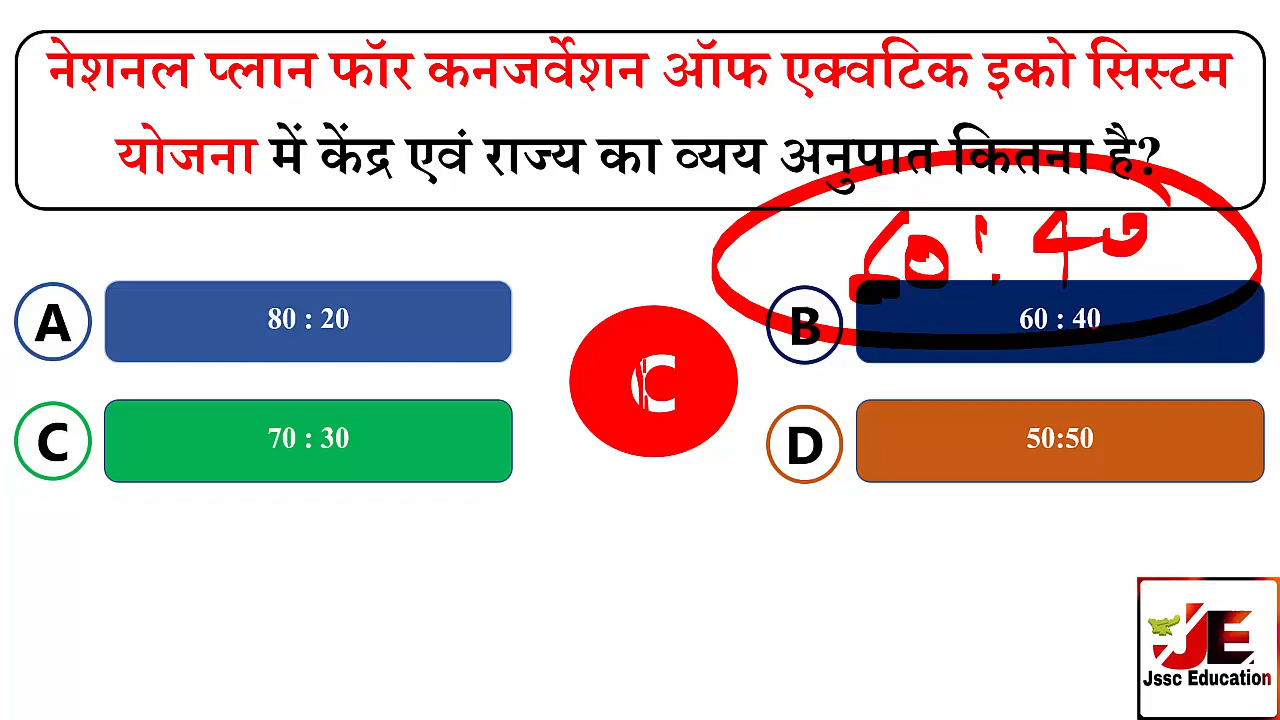 नेशनल प्लान फॉर कनजर्वेशन ऑफ एक्वटिक इको सिस्टम
योजना में केंद्र एवं राज्य का व्यय अनुपात कितना है?
60 : 40
A 80 : 20
B 60 : 40
C
C 70 : 30
D 50:50
JE
Jssc Education